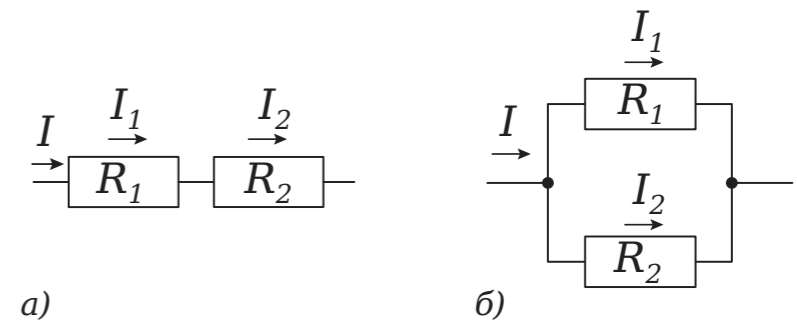 I I₁ I₂
R₁ R₂
а)
I₁
I R₁
I₂
R₂
б)